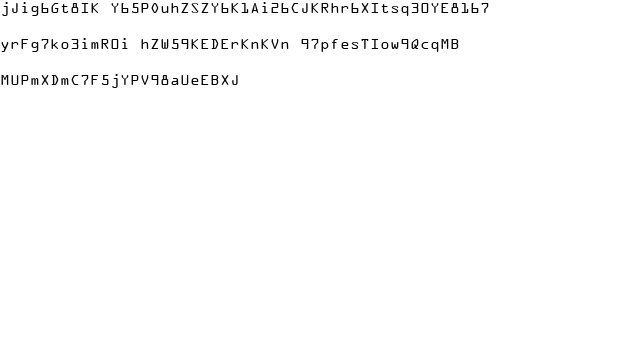 jJig6Gt8IK Y65P0uhZSZY6K1Ai26CJKRhr6XItsq3OYE8167
yrFg7ko3imROi hZW59KEDErKnKVn 97pfesTIow9QcqMB
MUPmXDmC7F5jYPV98aUeEBXJ